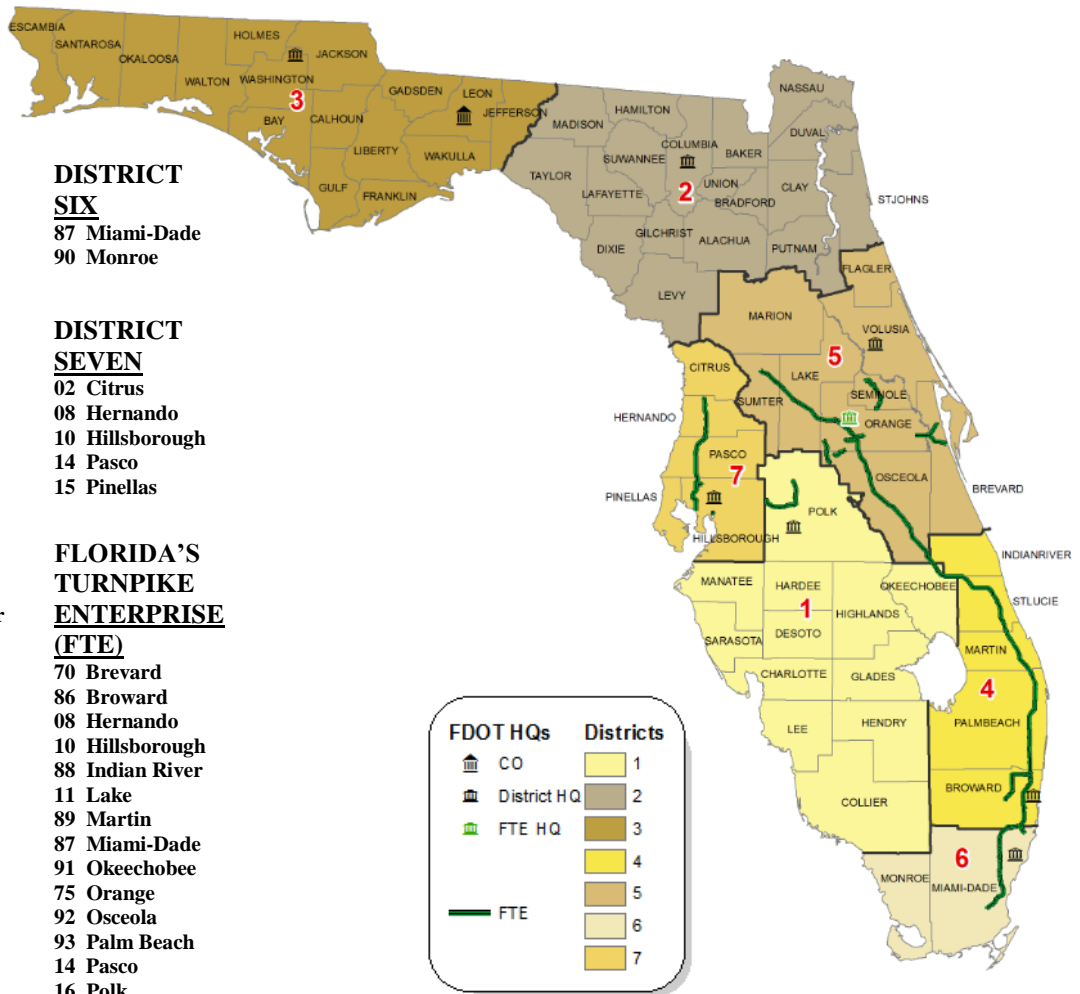 DISTRICT
SIX
87 Miami-Dade
90 Monroe
DISTRICT
SEVEN
02 Citrus
08 Hernando
10 Hillsborough
14 Pasco
15 Pinellas
r
FLORIDA'S
TURNPIKE
ENTERPRISE
(FTE)
70 Brevard
86 Broward
08 Hernando
10 Hillsborough
88 Indian River
11 Lake
89 Martin
87 Miami-Dade
91 Okeechobee
75 Orange
92 Osceola
93 Palm Beach
14 Pasco
16 Polk
ESCAMBIA
SANTAROSA
OKALOOSA
WALTON
HOLMES
JACKSON
WASHINGTON
3
BAY
CALHOUN
GADSDEN
LEON
JEFFERSON
LIBERTY
WAKULLA
GULF
FRANKLIN
MADISON
HAMILTON
NASSAU
DUVAL
COLUMBIA
SUWANNEE
BAKER
TAYLOR
LAFAYETTE
2
UNION
BRADFORD
CLAY
STJOHNS
GILCHRIST
ALACHUA
DIXIE
PUTNAM
LEVY
FLAGLER
MARION
VOLUSIA
5
CITRUS
LAKE
SEMINOLE
SUMTER
HERNANDO
ORANGE
PASCO
7
OSCEOLA
BREVARD
PINELLAS
POLK
HILLSBOROUGH
INDIANRIVER
MANATEE
HARDEE
OKEECHOBEE
STLUCIE
1
HIGHLANDS
SARASOTA
DESOTO
MARTIN
CHARLOTTE
GLADES
4
LEE
HENDRY
PALMBEACH
COLLIER
BROWARD
6
MONROE
MIAMI-DADE
FDOT HQs
CO
District HQ
FTE HQ
FTE
Districts
1
2
3
4
5
6
7